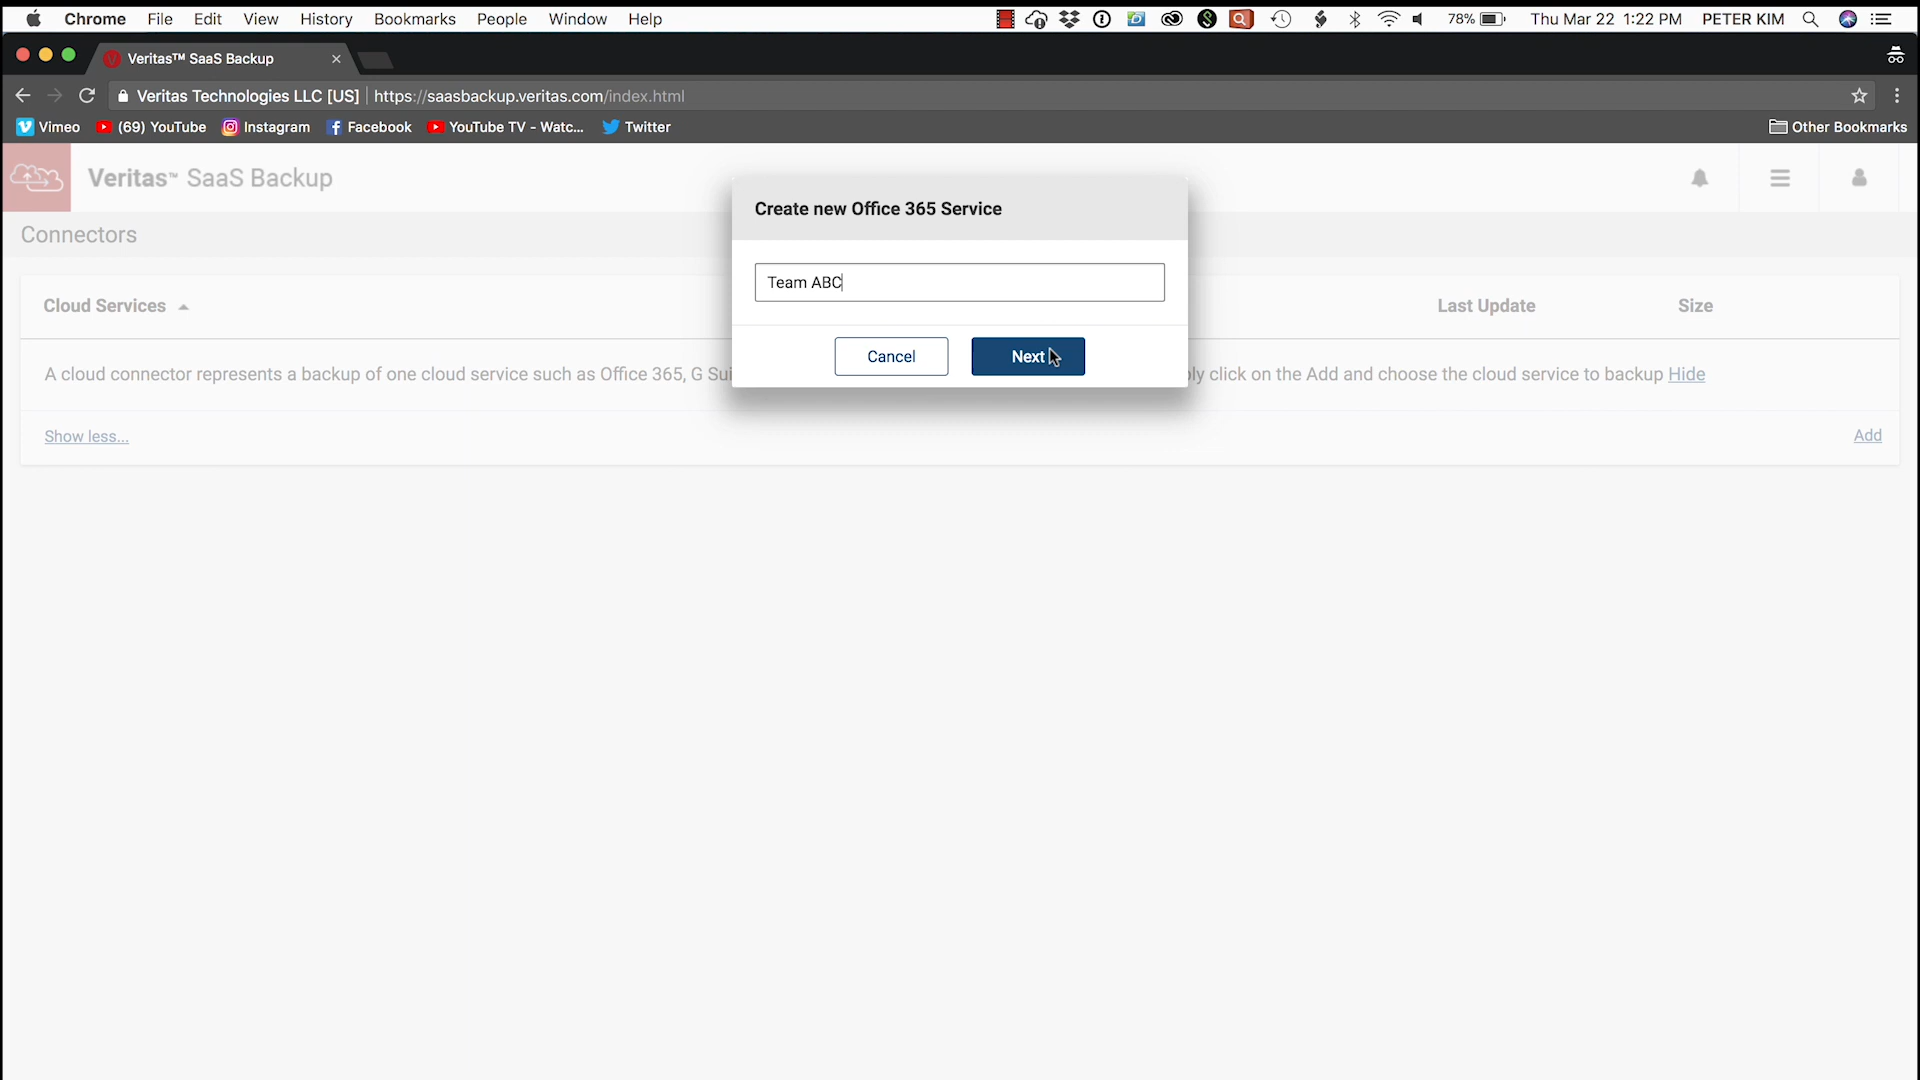 Chrome File Edit View History Bookmarks People Window Help 78% Thu Mar 22 1:22 PM PETER KIM
Veritas™ SaaS Backup
Veritas Technologies LLC [US] https://saasbackup.veritas.com/index.html
Vimeo (69) YouTube Instagram Facebook YouTube TV - Watc... Twitter Other Bookmarks
Veritas™ SaaS Backup
Connectors
Create new Office 365 Service
Team ABC
Cancel Next
Cloud Services Last Update Size
A cloud connector represents a backup of one cloud service such as Office 365, G Sui
click on the Add and choose the cloud service to backup Hide
Show less... Add